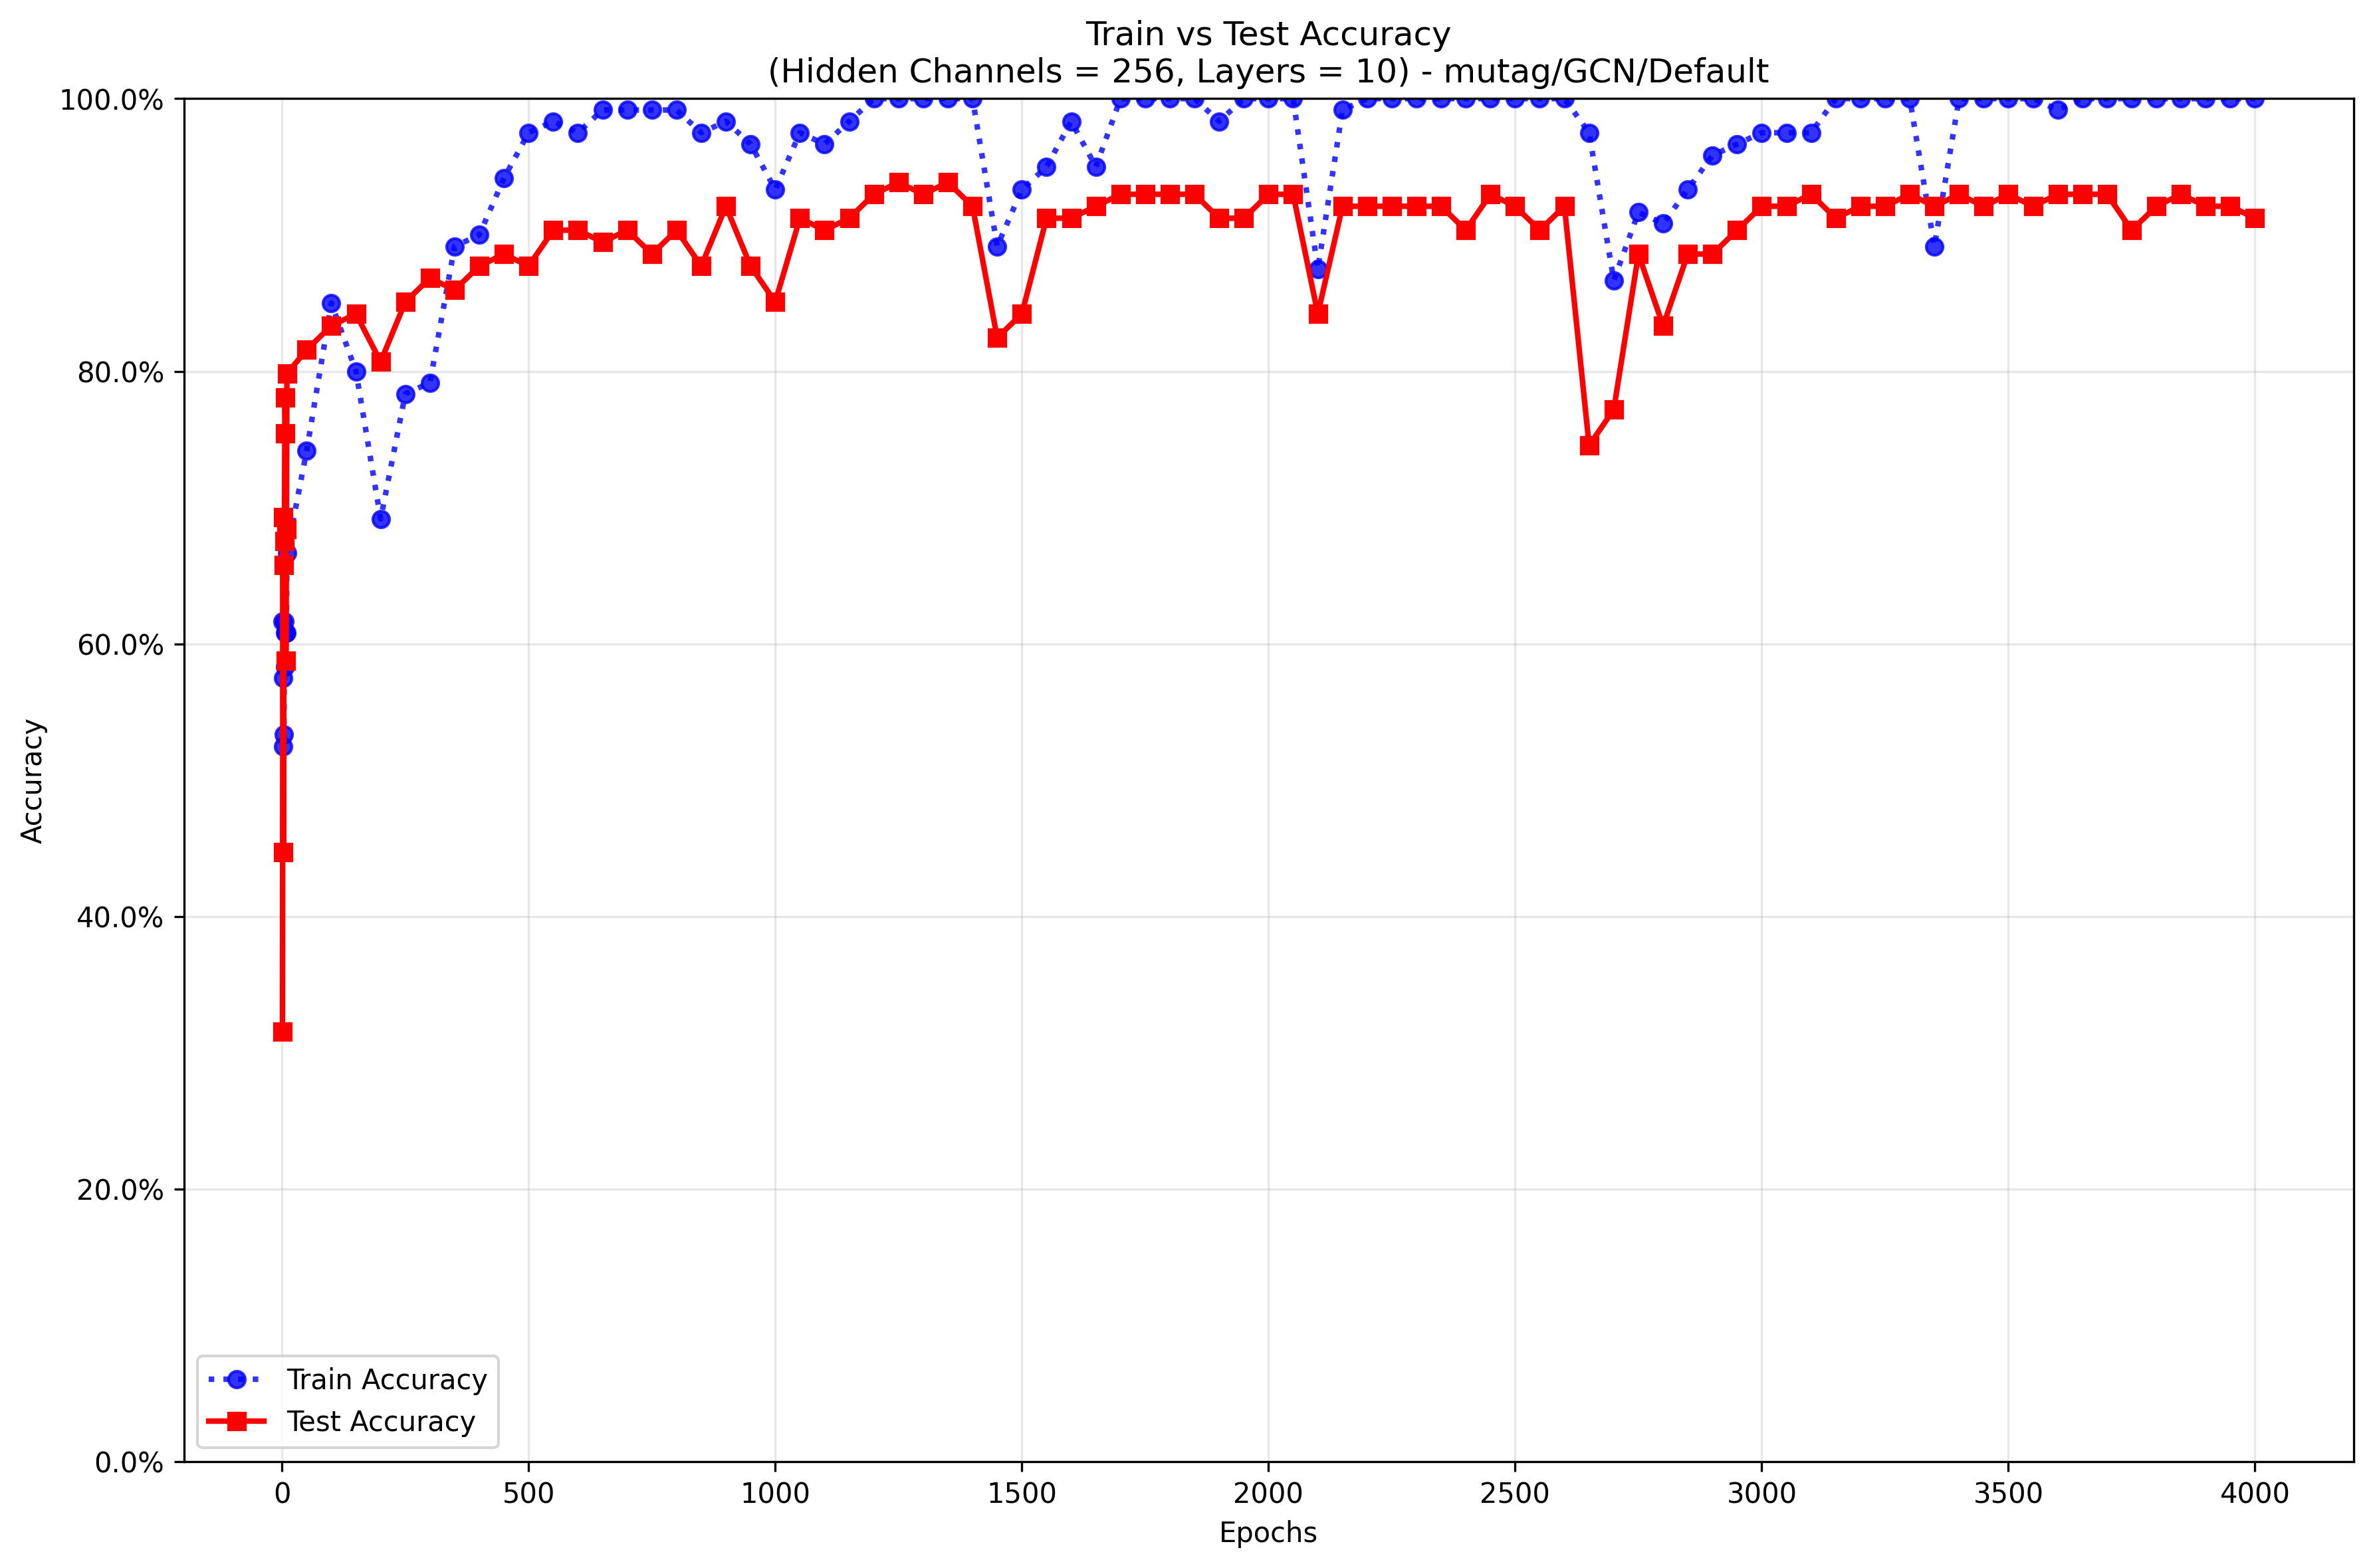 Train vs Test Accuracy
(Hidden Channels = 256, Layers = 10) - mutag/GCN/Default
100.0%
80.0%
60.0%
40.0%
20.0%
0.0%
Accuracy
Train Accuracy
Test Accuracy
0 500 1000 1500 2000 2500 3000 3500 4000
Epochs